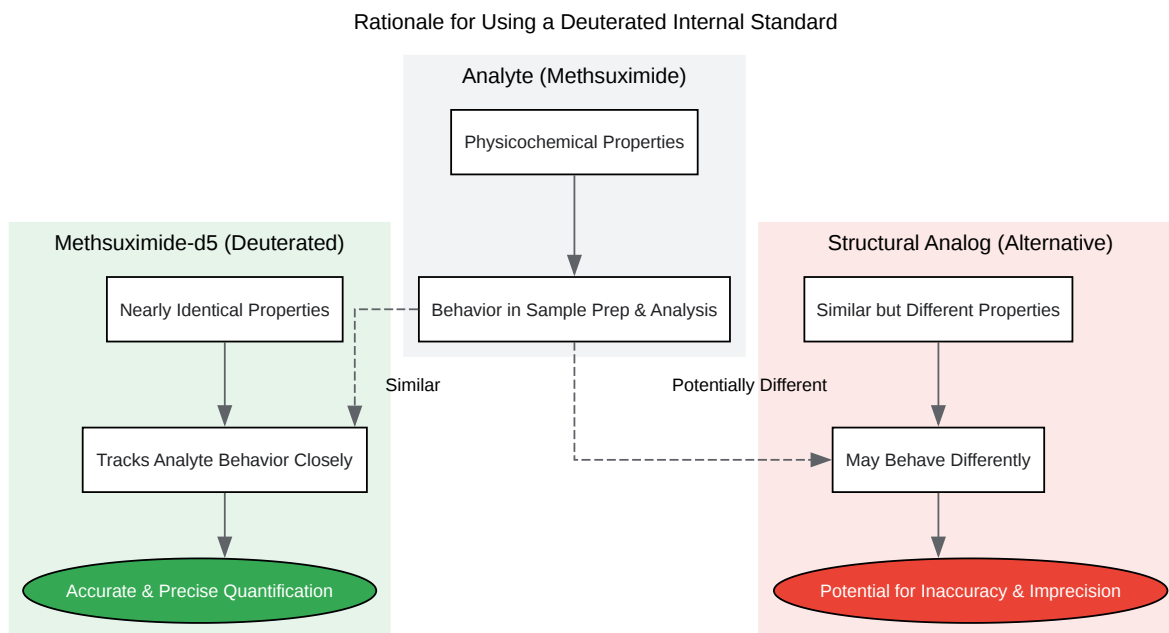 Rationale for Using a Deuterated Internal Standard
Analyte (Methsuximide)
Physicochemical Properties
Behavior in Sample Prep & Analysis
Methsuximide-d5 (Deuterated)
Nearly Identical Properties
Tracks Analyte Behavior Closely
Accurate & Precise Quantification
Similar
Potentially Different
Structural Analog (Alternative)
Similar but Different Properties
May Behave Differently
Potential for Inaccuracy & Imprecision